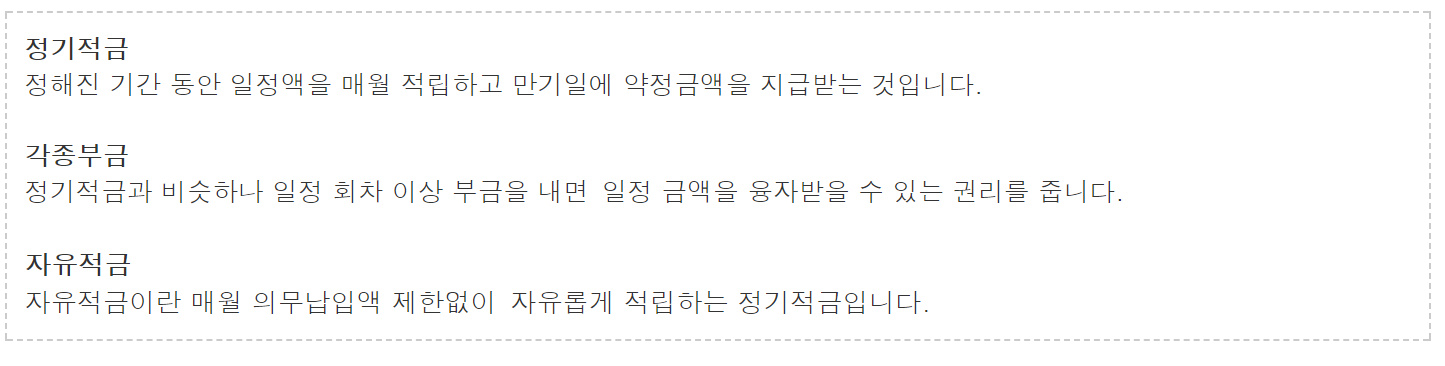 정기적금
정해진 기간 동안 일정액을 매월 적립하고 만기일에 약정금액을 지급받는 것입니다.
각종부금
정기적금과 비슷하나 일정 회차 이상 부금을 내면 일정 금액을 융자받을 수 있는 권리를 줍니다.
자유적금
자유적금이란 매월 의무납입액 제한없이 자유롭게 적립하는 정기적금입니다.